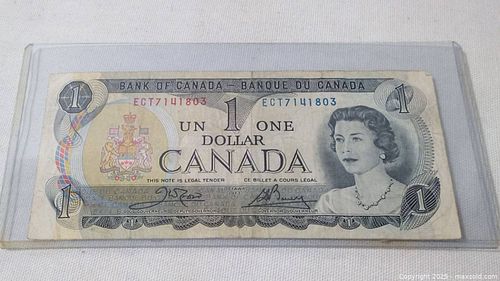 BANK OF CANADA – BANQUE DU CANADA
ECT7141803 ECT7141803
1 1 1
UN ONE
DOLLAR
CANADA
THIS NOTE IS LEGAL TENDER CE BILLET A COURS LÉGAL
1 1
Copyright 2025 - maxsold.com